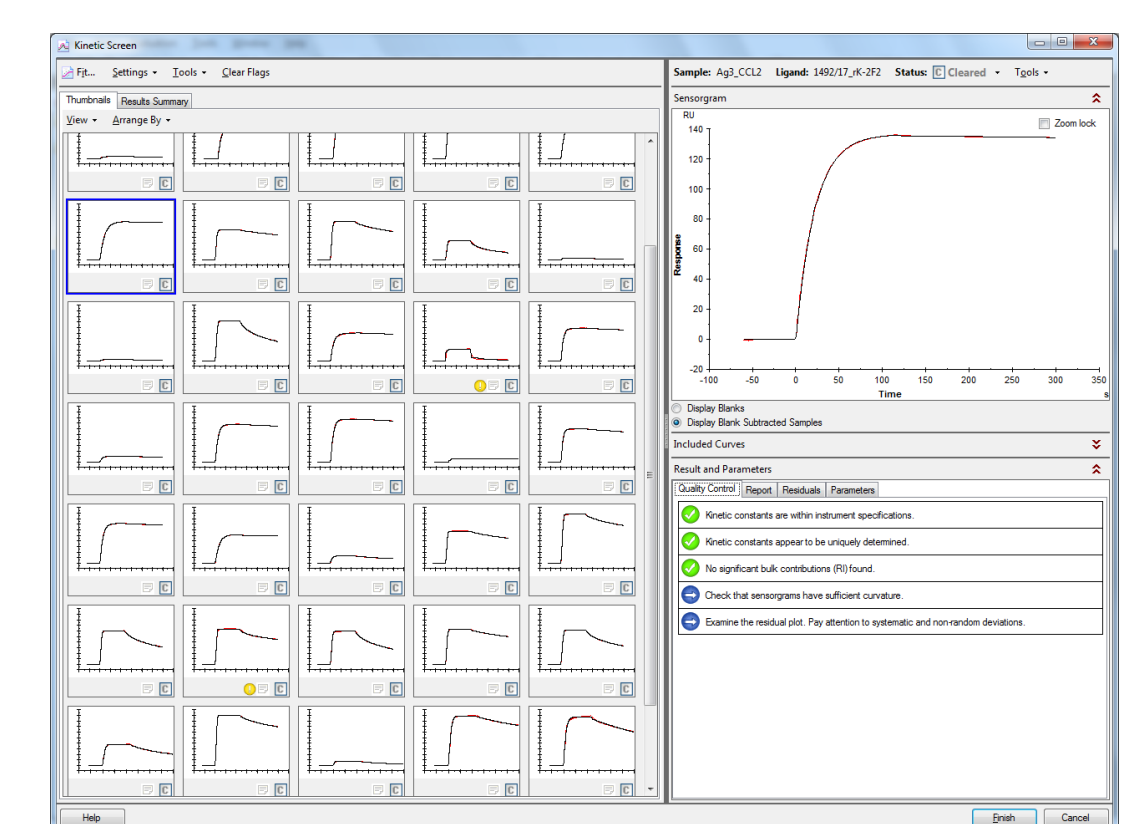 Kinetic Screen
Fit... Settings Tools Clear Flags
Thumbnails Results Summary
View Arrange By
C C C C C
C C C C C
C C C C
C C C C C
C C C C C
C C C C C
C C C C C
Help
Sample: Ag3_CCL2 Ligand: 1492/17_rK-2F2 Status: C Cleared Tools
Sensorgram
RU
Zoom lock
140
120
100
80
60
40
20
0
-20
Response
-100 -50 0 50 100 150 200 250 300 350
Time s
Display Blanks
Display Blank Subtracted Samples
Included Curves
Result and Parameters
Quality Control Report Residuals Parameters
Kinetic constants are within instrument specifications.
Kinetic constants appear to be uniquely determined.
No significant bulk contributions (RI) found.
Check that sensorgrams have sufficient curvature.
Examine the residual plot. Pay attention to systematic and non-random deviations.
Finish Cancel